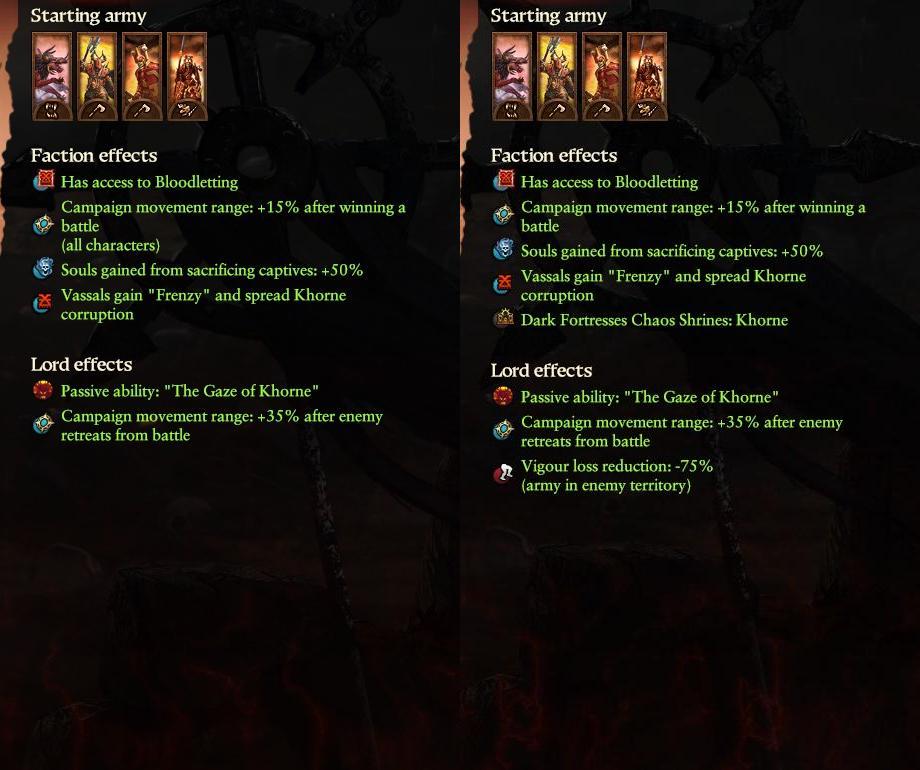 Starting army
Faction effects
Has access to Bloodletting
Campaign movement range: +15% after winning a
battle
(all characters)
Souls gained from sacrificing captives: +50%
Vassals gain "Frenzy" and spread Khorne
corruption
Lord effects
Passive ability: "The Gaze of Khorne"
Campaign movement range: +35% after enemy
retreats from battle
Starting army
Faction effects
Has access to Bloodletting
Campaign movement range: +15% after winning a
battle
Souls gained from sacrificing captives: +50%
Vassals gain "Frenzy" and spread Khorne
corruption
Dark Fortresses Chaos Shrines: Khorne
Lord effects
Passive ability: "The Gaze of Khorne"
Campaign movement range: +35% after enemy
retreats from battle
Vigour loss reduction: -75%
(army in enemy territory)